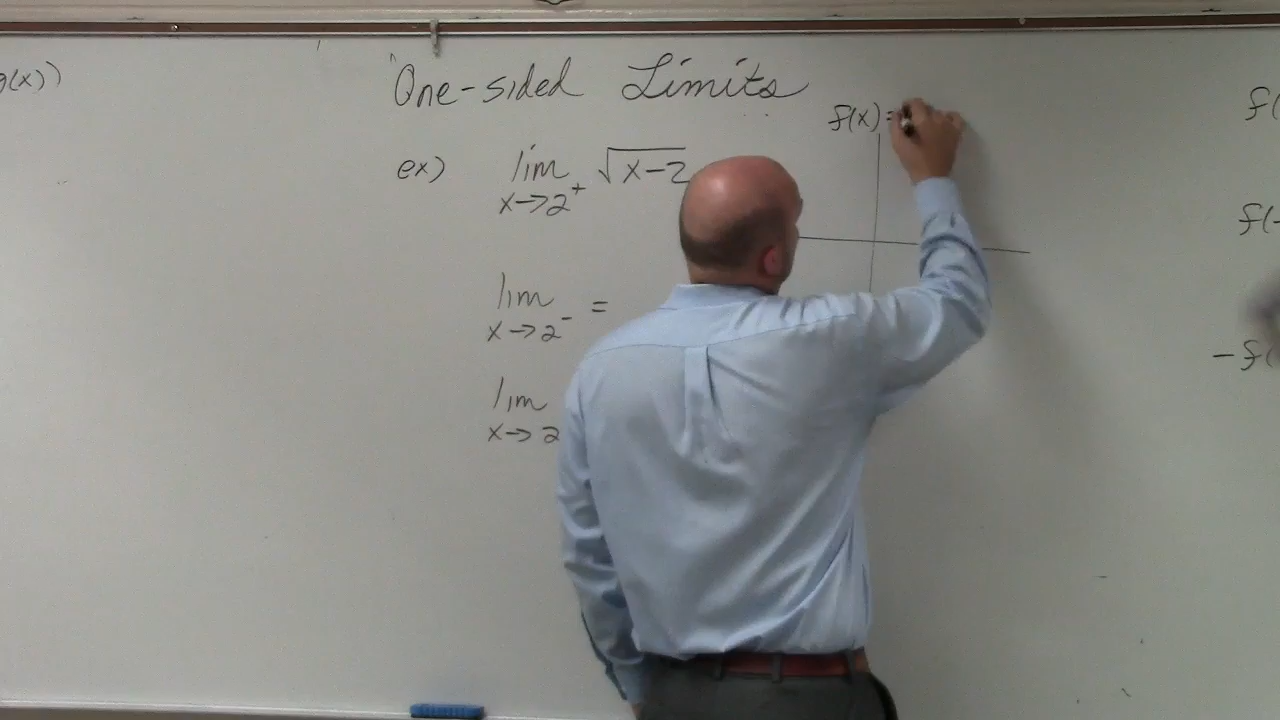 g(x))
One-sided Limits
f(x) =
ex) lim x→2⁺ √x-2
lim x→2⁻ =
lim x→2
f(
f(-
-f(